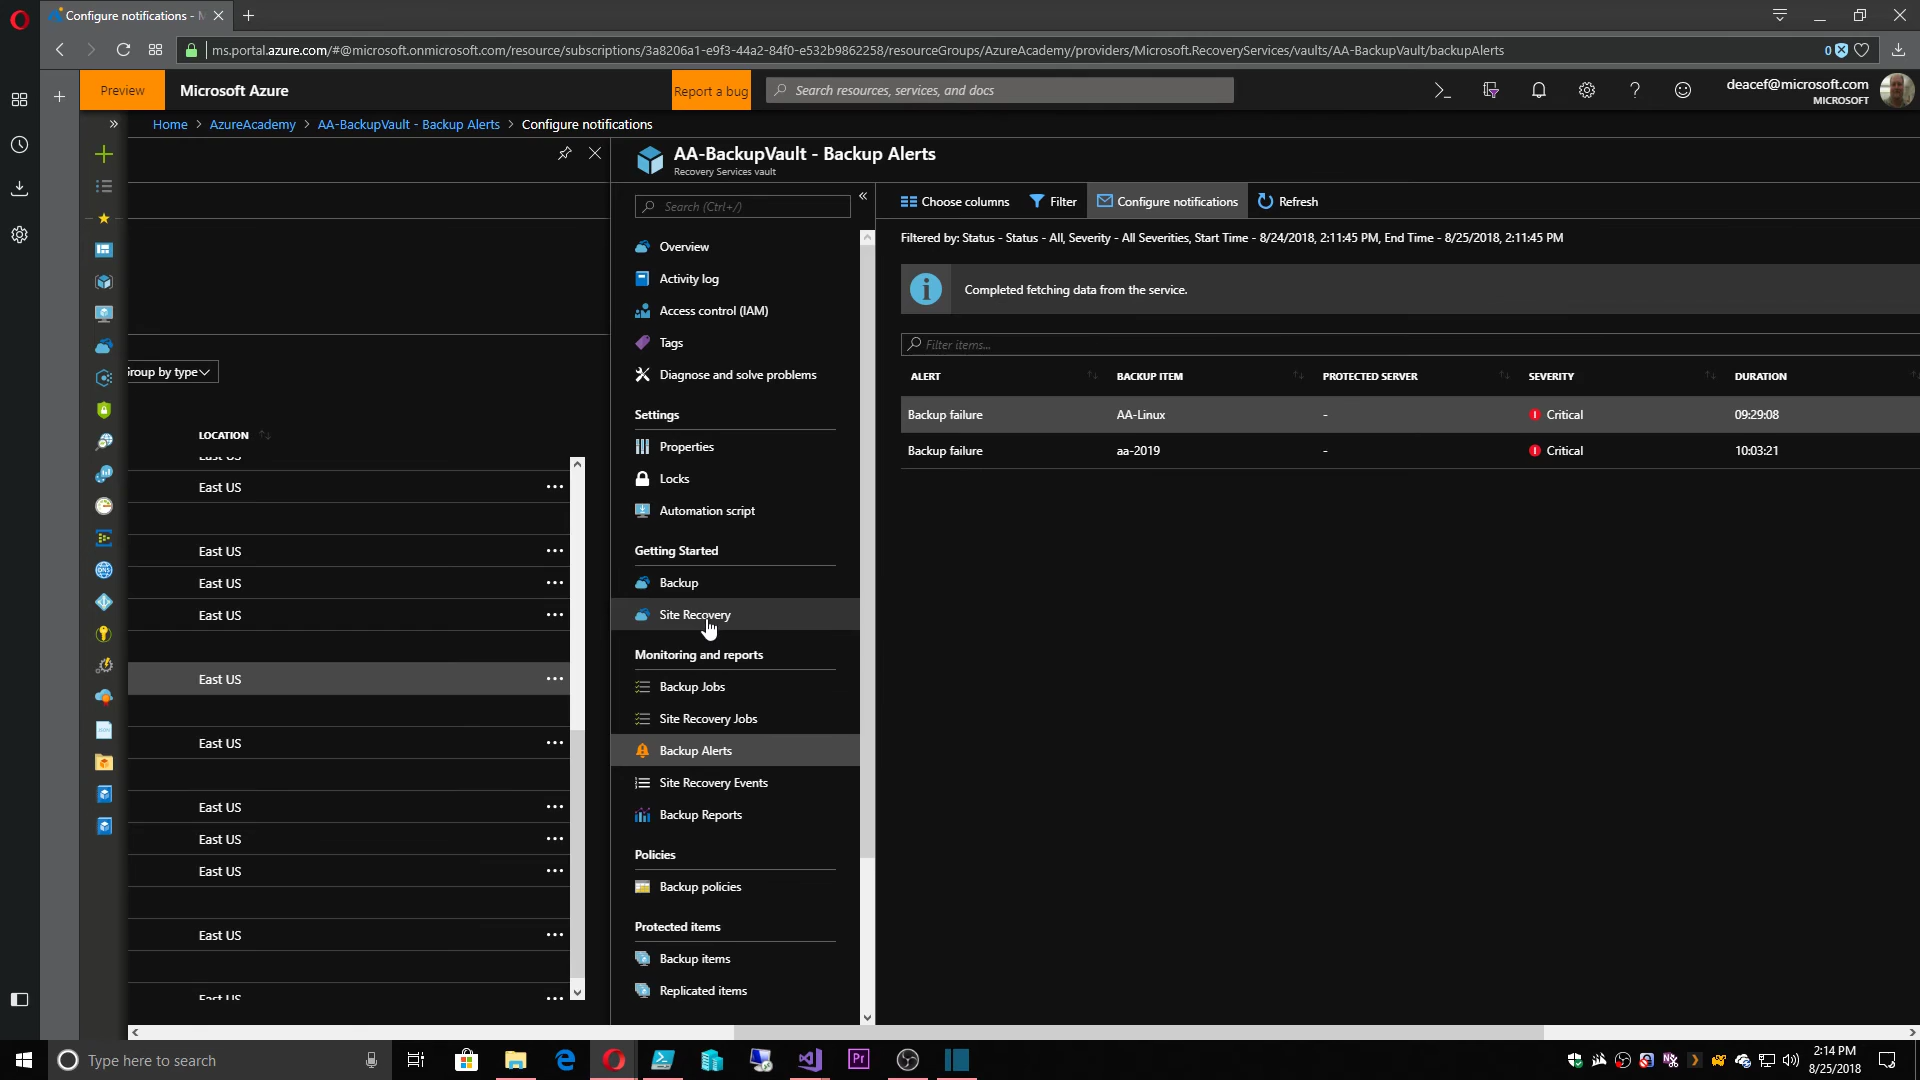 Configure notifications - M
ms.portal.azure.com/#@microsoft.onmicrosoft.com/resource/subscriptions/3a8206a1-e9f3-44a2-84f0-e532b9862258/resourceGroups/AzureAcademy/providers/Microsoft.RecoveryServices/vaults/AA-BackupVault/backupAlerts
0
Preview
Microsoft Azure
Report a bug
Search resources, services, and docs
deacef@microsoft.com
MICROSOFT
Home > AzureAcademy > AA-BackupVault - Backup Alerts > Configure notifications
AA-BackupVault - Backup Alerts
Recovery Services vault
Search (Ctrl+/)
Overview
Activity log
Access control (IAM)
Tags
Diagnose and solve problems
Settings
Properties
Locks
Automation script
Getting Started
Backup
Site Recovery
Monitoring and reports
Backup Jobs
Site Recovery Jobs
Backup Alerts
Site Recovery Events
Backup Reports
Policies
Backup policies
Protected items
Backup items
Replicated items
Group by type
LOCATION
East US
East US
East US
East US
East US
East US
East US
East US
East US
East US
East US
East US
Choose columns
Filter
Configure notifications
Refresh
Filtered by: Status - Status - All, Severity - All Severities, Start Time - 8/24/2018, 2:11:45 PM, End Time - 8/25/2018, 2:11:45 PM
Completed fetching data from the service.
Filter items...
ALERT BACKUP ITEM PROTECTED SERVER SEVERITY DURATION
Backup failure AA-Linux - Critical 09:29:08
Backup failure aa-2019 - Critical 10:03:21
Type here to search
Pr
2:14 PM
8/25/2018